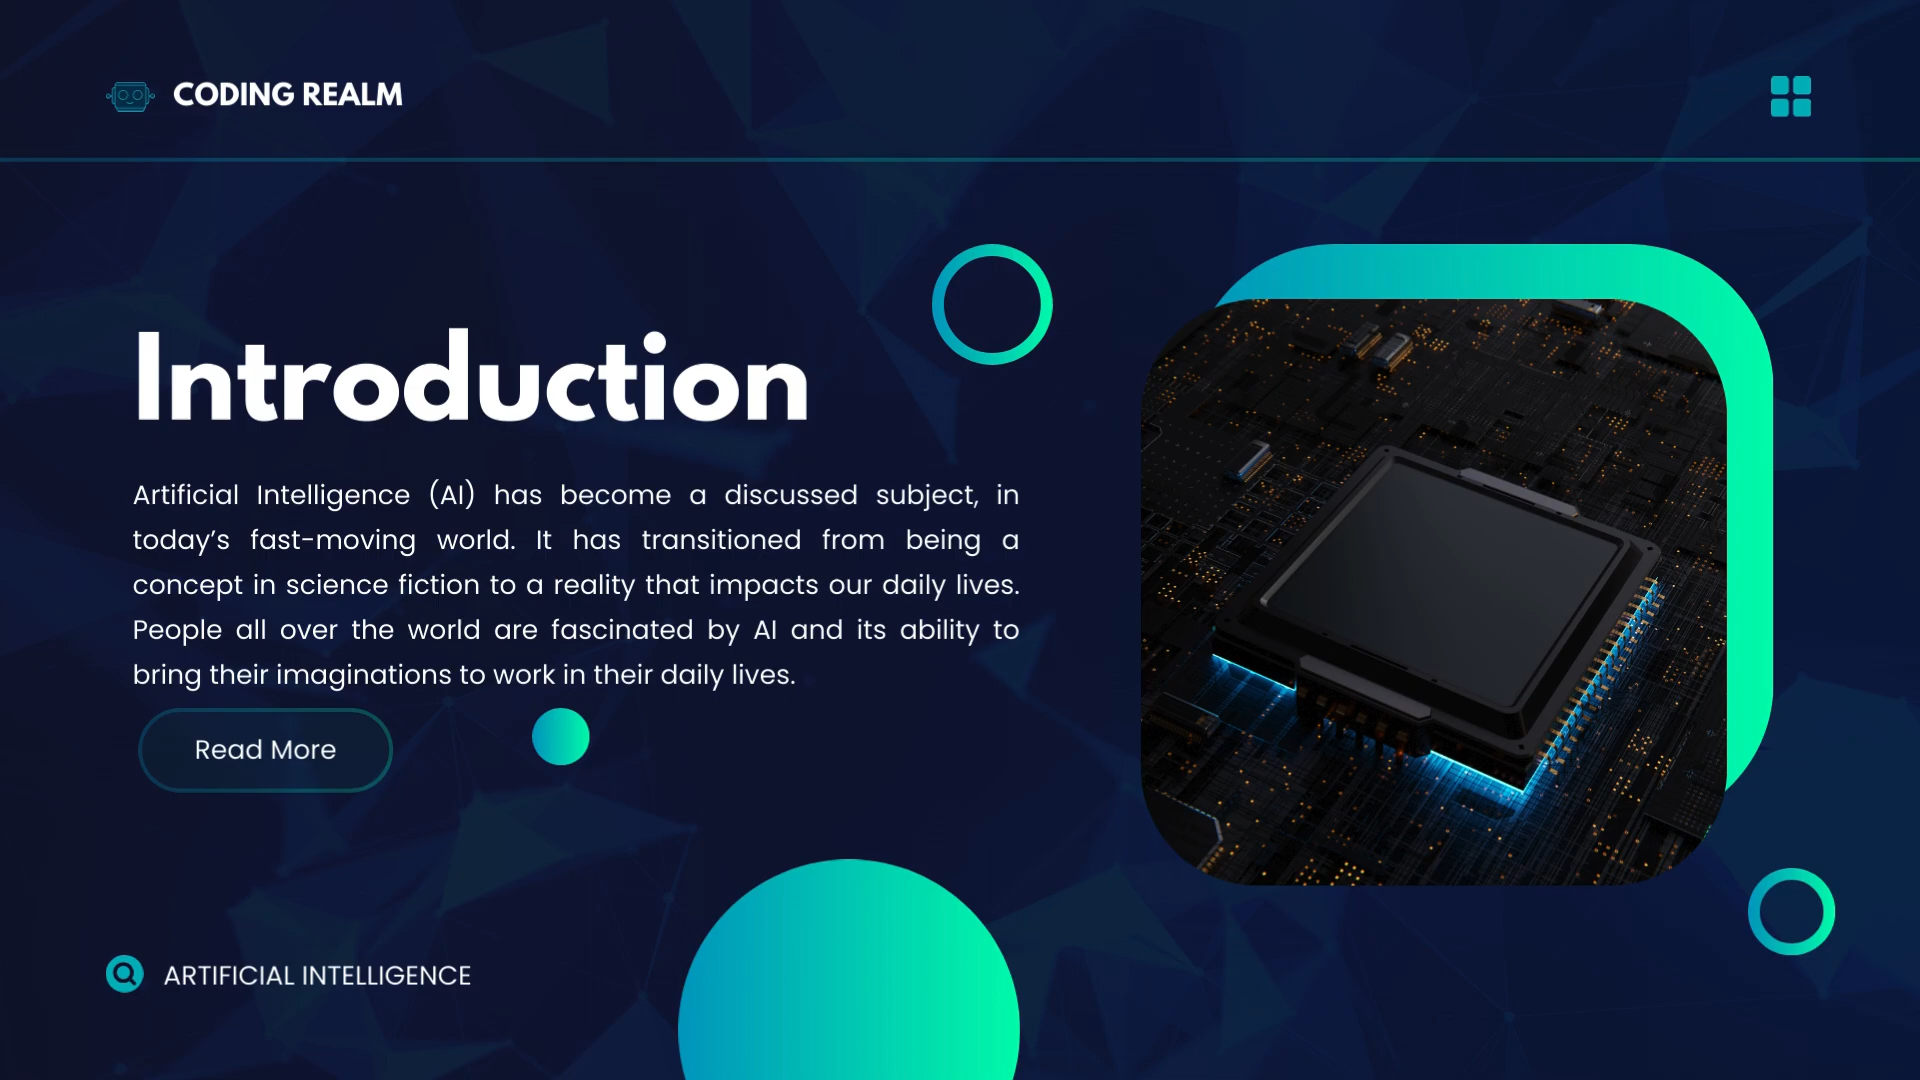 CODING REALM
Introduction
Artificial Intelligence (AI) has become a discussed subject, in
today’s fast-moving world. It has transitioned from being a
concept in science fiction to a reality that impacts our daily lives.
People all over the world are fascinated by AI and its ability to
bring their imaginations to work in their daily lives.
Read More
ARTIFICIAL INTELLIGENCE